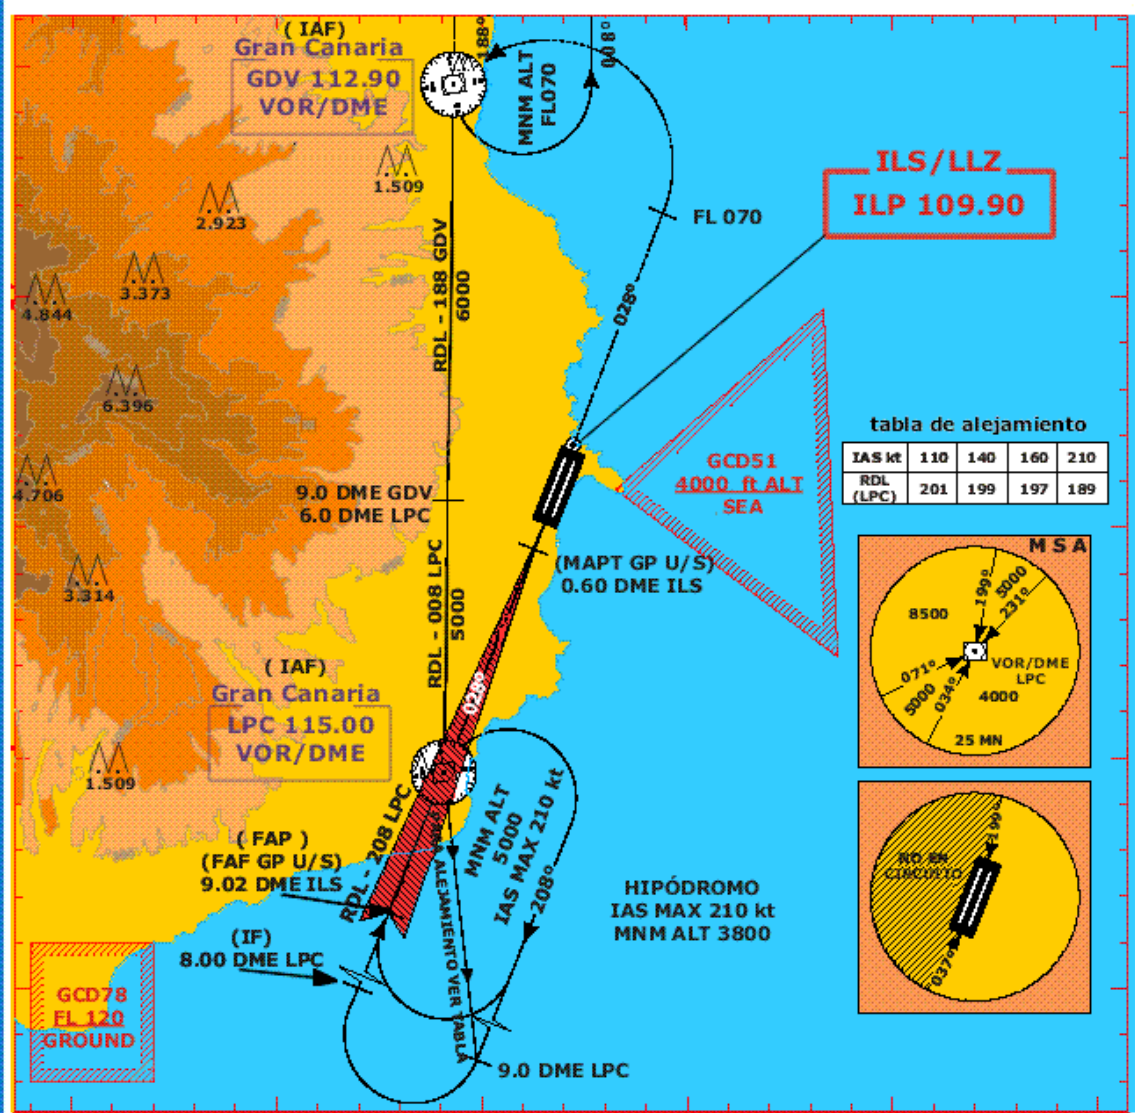 ( IAF)
Gran Canaria
GDV 112.90
VOR/DME
188º
008º
MNM ALT
FL070
1.509
2.923
3.373
4.844
6.396
4.706
3.314
1.509
ILS/LLZ
ILP 109.90
FL 070
028º
RDL - 188 GDV
6000
9.0 DME GDV
6.0 DME LPC
RDL - 008 LPC
5000
GCD51
4000 ft ALT
SEA
(MAPT GP U/S)
0.60 DME ILS
tabla de alejamiento
IAS kt 110 140 160 210
RDL (LPC) 201 199 197 189
M S A
8500
199º
5000
231º
071º
5000
034º
VOR/DME
LPC
4000
25 MN
( IAF)
Gran Canaria
LPC 115.00
VOR/DME
028º
RDL - 208 LPC
MNM ALT
5000
IAS MAX 210 kt
208º
( FAP )
(FAF GP U/S)
9.02 DME ILS
(IF)
8.00 DME LPC
ALEJAMIENTO VER TABLA
9.0 DME LPC
HIPÓDROMO
IAS MAX 210 kt
MNM ALT 3800
NO EN
CIRCUITO
199º
037º
GCD78
FL 120
GROUND